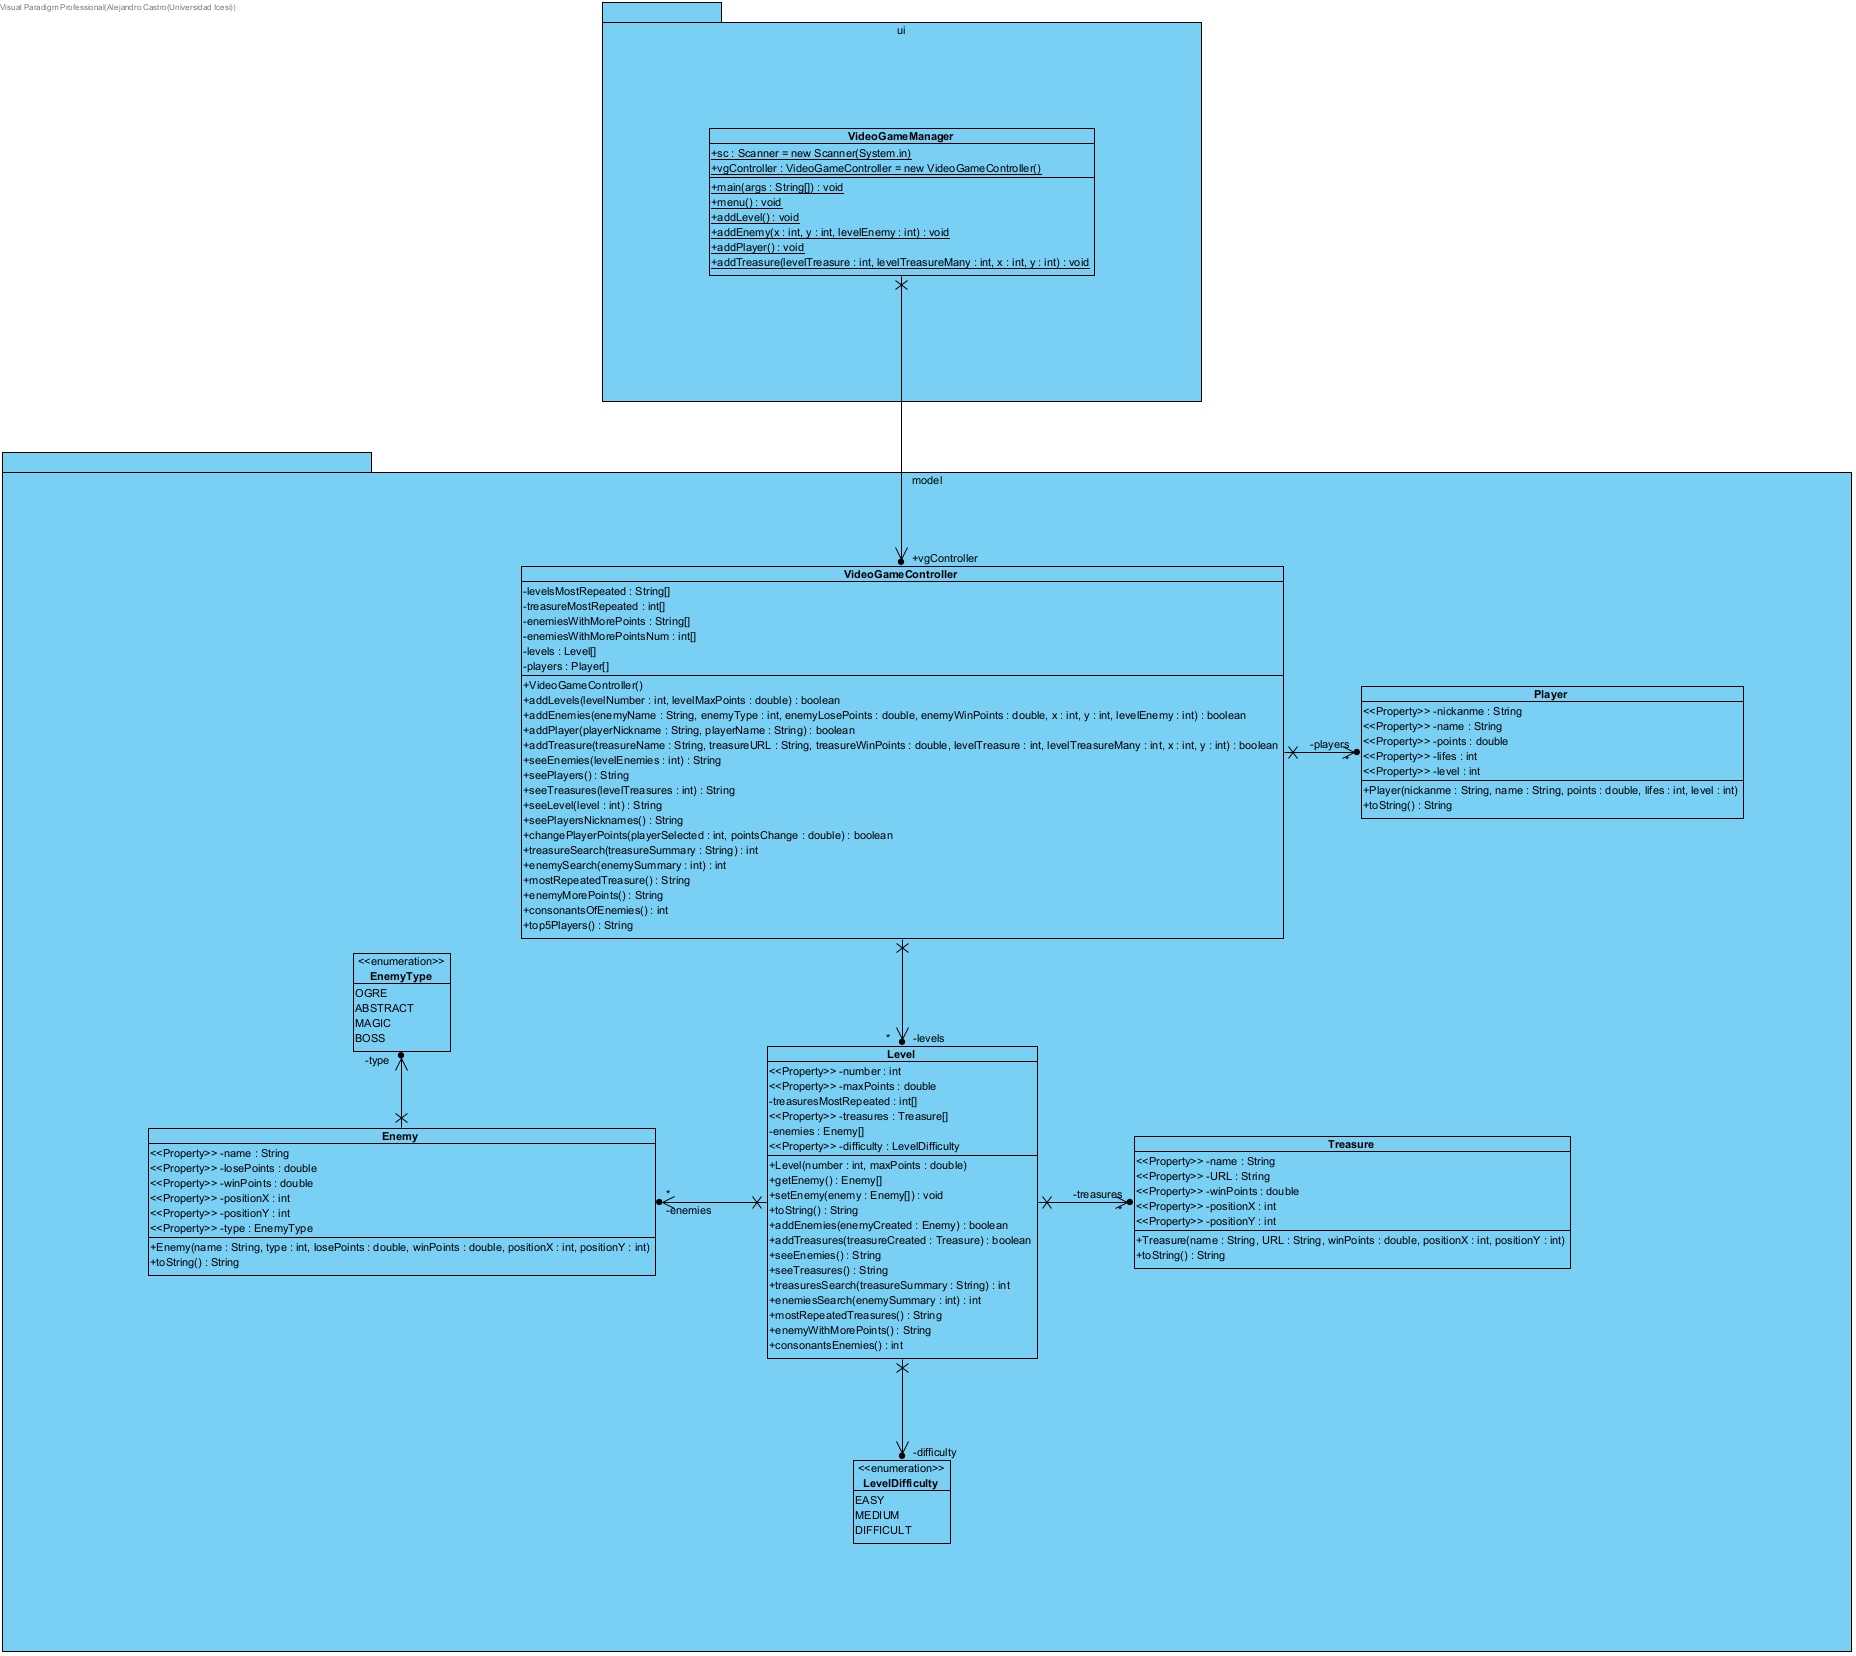 Visual Paradigm Professional(Alejandro Castro(Universidad Icesi))
ui
VideoGameManager
+sc : Scanner = new Scanner(System.in)
+vgController : VideoGameController = new VideoGameController()
+main(args : String[]) : void
+menu() : void
+addLevel() : void
+addEnemy(x : int, y : int, levelEnemy : int) : void
+addPlayer() : void
+addTreasure(levelTreasure : int, levelTreasureMany : int, x : int, y : int) : void
model
+vgController
VideoGameController
-levelsMostRepeated : String[]
-treasureMostRepeated : int[]
-enemiesWithMorePoints : String[]
-enemiesWithMorePointsNum : int[]
-levels : Level[]
-players : Player[]
+VideoGameController()
+addLevels(levelNumber : int, levelMaxPoints : double) : boolean
+addEnemies(enemyName : String, enemyType : int, enemyLosePoints : double, enemyWinPoints : double, x : int, y : int, levelEnemy : int) : boolean
+addPlayer(playerNickname : String, playerName : String) : boolean
+addTreasure(treasureName : String, treasureURL : String, treasureWinPoints : double, levelTreasure : int, levelTreasureMany : int, x : int, y : int) : boolean
+seeEnemies(levelEnemies : int) : String
+seePlayers() : String
+seeTreasures(levelTreasures : int) : String
+seeLevel(level : int) : String
+seePlayersNicknames() : String
+changePlayerPoints(playerSelected : int, pointsChange : double) : boolean
+treasureSearch(treasureSummary : String) : int
+enemySearch(enemySummary : int) : int
+mostRepeatedTreasure() : String
+enemyMorePoints() : String
+consonantsOfEnemies() : int
+top5Players() : String
-players
*
Player
<<Property>> -nickanme : String
<<Property>> -name : String
<<Property>> -points : double
<<Property>> -lifes : int
<<Property>> -level : int
+Player(nickanme : String, name : String, points : double, lifes : int, level : int)
+toString() : String
<<enumeration>>
EnemyType
OGRE
ABSTRACT
MAGIC
BOSS
-type
* -levels
Level
<<Property>> -number : int
<<Property>> -maxPoints : double
-treasuresMostRepeated : int[]
<<Property>> -treasures : Treasure[]
-enemies : Enemy[]
<<Property>> -difficulty : LevelDifficulty
+Level(number : int, maxPoints : double)
+getEnemy() : Enemy[]
+setEnemy(enemy : Enemy[]) : void
+toString() : String
+addEnemies(enemyCreated : Enemy) : boolean
+addTreasures(treasureCreated : Treasure) : boolean
+seeEnemies() : String
+seeTreasures() : String
+treasuresSearch(treasureSummary : String) : int
+enemiesSearch(enemySummary : int) : int
+mostRepeatedTreasures() : String
+enemyWithMorePoints() : String
+consonantsEnemies() : int
Enemy
<<Property>> -name : String
<<Property>> -losePoints : double
<<Property>> -winPoints : double
<<Property>> -positionX : int
<<Property>> -positionY : int
<<Property>> -type : EnemyType
+Enemy(name : String, type : int, losePoints : double, winPoints : double, positionX : int, positionY : int)
+toString() : String
*
-enemies
-treasures
*
Treasure
<<Property>> -name : String
<<Property>> -URL : String
<<Property>> -winPoints : double
<<Property>> -positionX : int
<<Property>> -positionY : int
+Treasure(name : String, URL : String, winPoints : double, positionX : int, positionY : int)
+toString() : String
-difficulty
<<enumeration>>
LevelDifficulty
EASY
MEDIUM
DIFFICULT